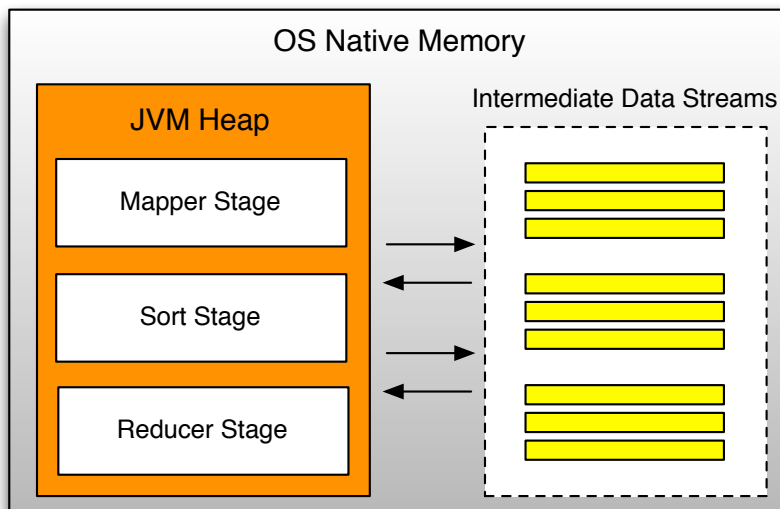 OS Native Memory
Intermediate Data Streams
JVM Heap
Mapper Stage
Sort Stage
Reducer Stage